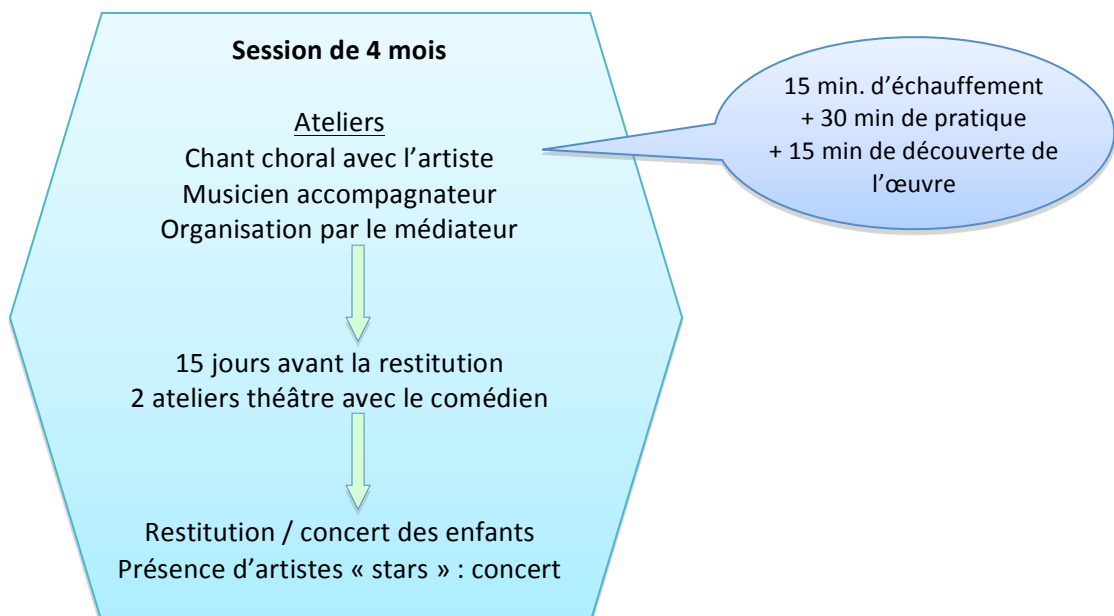 Session de 4 mois
Ateliers
Chant choral avec l’artiste
Musicien accompagnateur
Organisation par le médiateur
15 min. d’échauffement
+ 30 min de pratique
+ 15 min de découverte de
l’œuvre
15 jours avant la restitution
2 ateliers théâtre avec le comédien
Restitution / concert des enfants
Présence d’artistes « stars » : concert